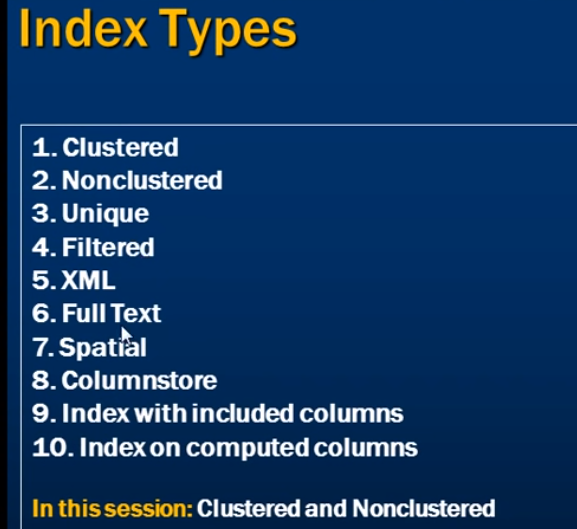 Index Types
1. Clustered
2. Nonclustered
3. Unique
4. Filtered
5. XML
6. Full Text
7. Spatial
8. Columnstore
9. Index with included columns
10. Index on computed columns
In this session: Clustered and Nonclustered